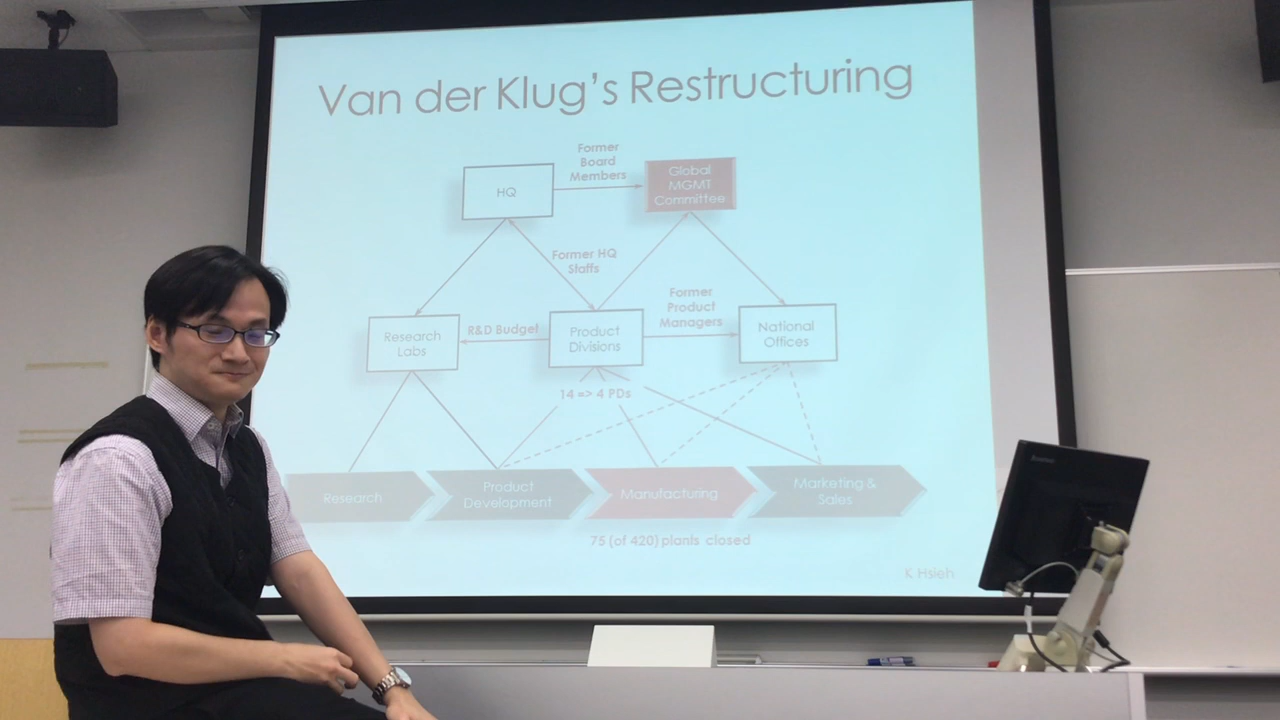 Van der Klug's Restructuring
Former
Board
Members
HQ
Global
MGMT
Committee
Former HQ
Staffs
Former
Product
Managers
Research
Labs
R&D Budget
Product
Divisions
National
Offices
14 => 4 PDs
Research
Product
Development
Manufacturing
Marketing &
Sales
75 (of 420) plants closed
K Hsieh